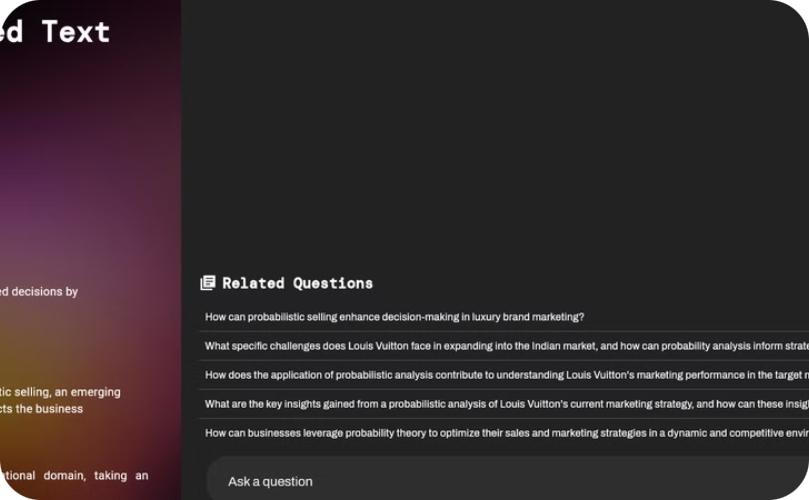 ed Text
ed decisions by
tic selling, an emerging
cts the business
ational domain, taking an
Related Questions
How can probabilistic selling enhance decision-making in luxury brand marketing?
What specific challenges does Louis Vuitton face in expanding into the Indian market, and how can probability analysis inform strate
How does the application of probabilistic analysis contribute to understanding Louis Vuitton's marketing performance in the target
What are the key insights gained from a probabilistic analysis of Louis Vuitton's current marketing strategy, and how can these insig
How can businesses leverage probability theory to optimize their sales and marketing strategies in a dynamic and competitive envir
Ask a question